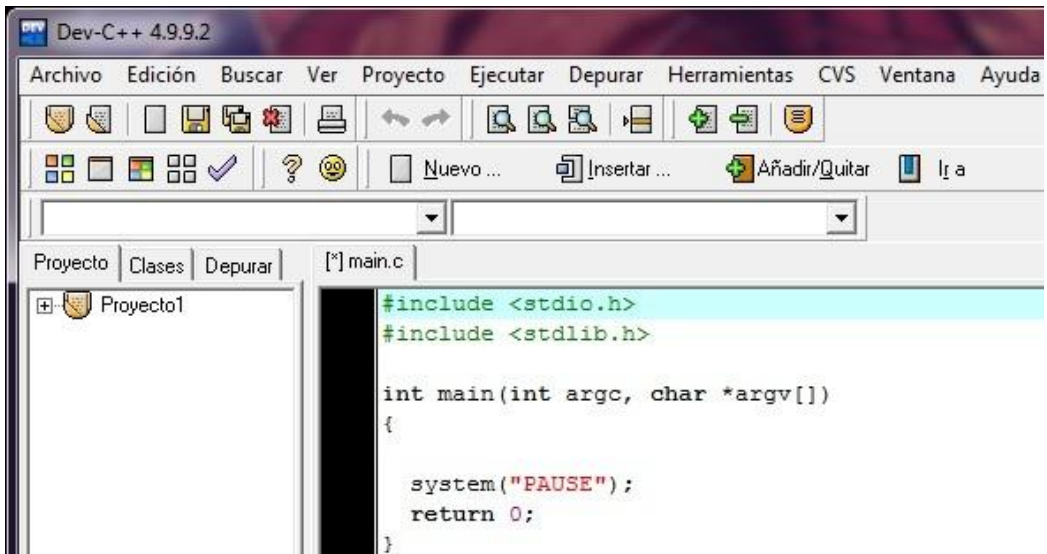 Dev-C++ 4.9.9.2
Archivo Edición Buscar Ver Proyecto Ejecutar Depurar Herramientas CVS Ventana Ayuda
Nuevo ... Insertar ... Añadir/Quitar Ir a
Proyecto Clases Depurar [*] main.c
Proyecto1
#include <stdio.h>
#include <stdlib.h>
int main(int argc, char *argv[])
{
system("PAUSE");
return 0;
}